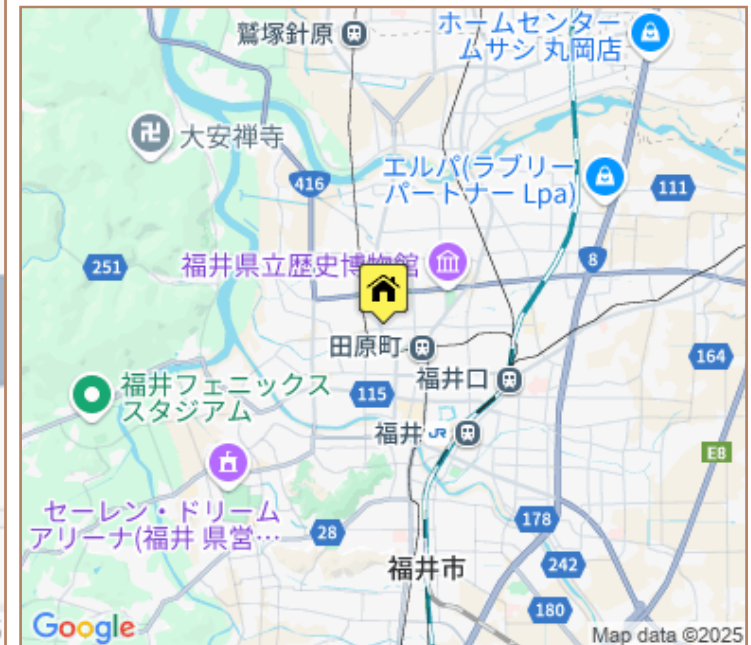 鷲塚針原
ホームセンター
ムサシ 丸岡店
卍
大安禅寺
416
エルパ(ラブリー
パートナー Lpa)
111
251
福井県立歴史博物館
8
田原町
164
福井フェニックス
スタジアム
115
福井口
福井 JR
E8
セーレン・ドリーム
アリーナ(福井 県営…
28
178
福井市
242
180
Google
Map data ©2025